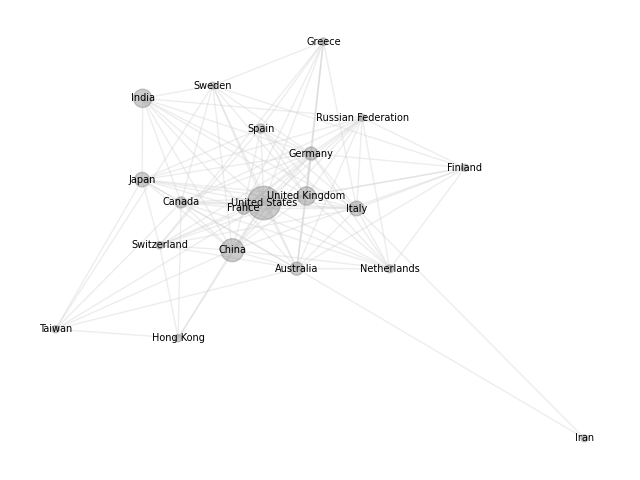 Greece
Sweden
India
Russian Federation
Spain
Germany
Finland
Japan
United Kingdom
Canada
United States
France
Italy
Switzerland
China
Australia
Netherlands
Taiwan
Hong Kong
Iran